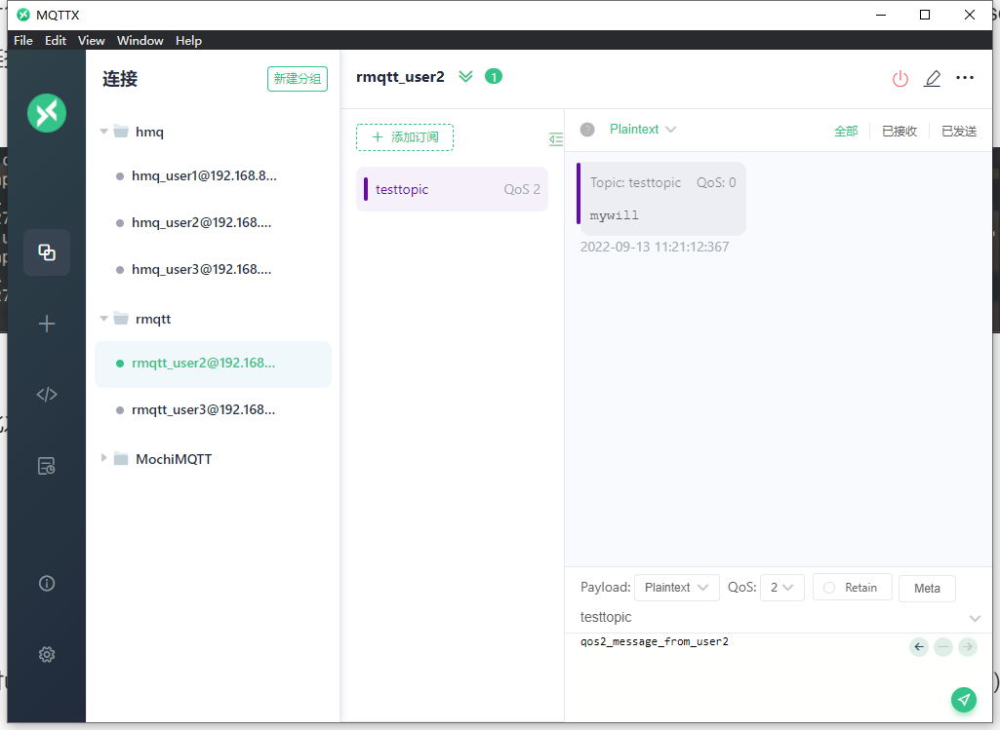 MQTTX
File Edit View Window Help
连接
新建分组
hmq
hmq_user1@192.168.8...
hmq_user2@192.168....
hmq_user3@192.168....
rmqtt
rmqtt_user2@192.168...
rmqtt_user3@192.168...
MochiMQTT
rmqtt_user2 1
+ 添加订阅
testtopic QoS 2
Plaintext 全部 已接收 已发送
Topic: testtopic QoS: 0
mywill
2022-09-13 11:21:12:367
Payload: Plaintext QoS: 2 Retain Meta
testtopic
qos2_message_from_user2